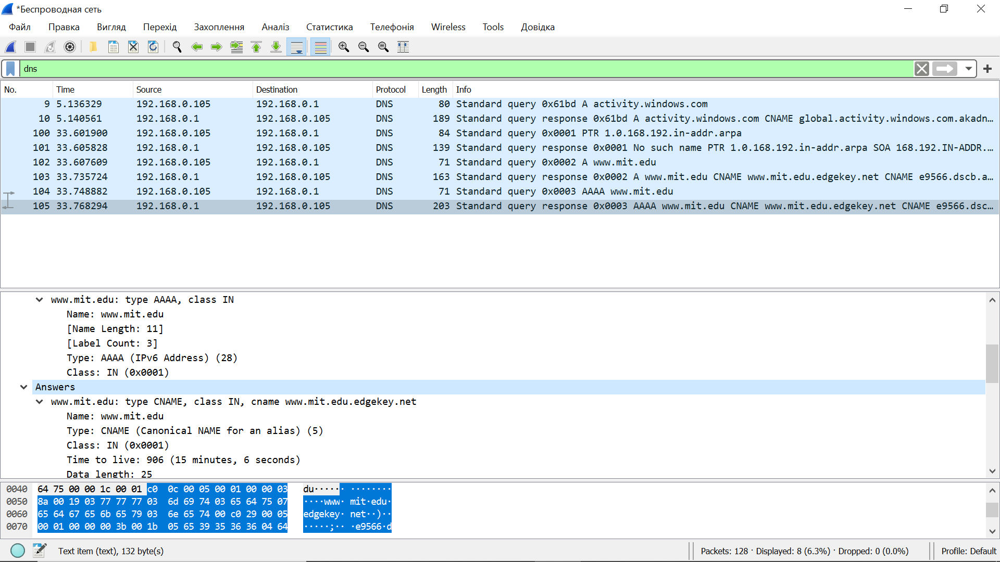 *Беспроводная сеть
Файл Правка Вигляд Перехід Захоплення Аналіз Статистика Телефонія Wireless Tools Довідка
dns
No. Time Source Destination Protocol Length Info
9 5.136329 192.168.0.105 192.168.0.1 DNS 80 Standard query 0x61bd A activity.windows.com
10 5.140561 192.168.0.1 192.168.0.105 DNS 189 Standard query response 0x61bd A activity.windows.com CNAME global.activity.windows.com.akadn…
100 33.601900 192.168.0.105 192.168.0.1 DNS 84 Standard query 0x0001 PTR 1.0.168.192.in-addr.arpa
101 33.605828 192.168.0.1 192.168.0.105 DNS 139 Standard query response 0x0001 No such name PTR 1.0.168.192.in-addr.arpa SOA 168.192.IN-ADDR.…
102 33.607609 192.168.0.105 192.168.0.1 DNS 71 Standard query 0x0002 A www.mit.edu
103 33.735724 192.168.0.1 192.168.0.105 DNS 163 Standard query response 0x0002 A www.mit.edu CNAME www.mit.edu.edgekey.net CNAME e9566.dscb.a…
104 33.748882 192.168.0.105 192.168.0.1 DNS 71 Standard query 0x0003 AAAA www.mit.edu
105 33.768294 192.168.0.1 192.168.0.105 DNS 203 Standard query response 0x0003 AAAA www.mit.edu CNAME www.mit.edu.edgekey.net CNAME e9566.dsc…
www.mit.edu: type AAAA, class IN
Name: www.mit.edu
[Name Length: 11]
[Label Count: 3]
Type: AAAA (IPv6 Address) (28)
Class: IN (0x0001)
Answers
www.mit.edu: type CNAME, class IN, cname www.mit.edu.edgekey.net
Name: www.mit.edu
Type: CNAME (Canonical NAME for an alias) (5)
Class: IN (0x0001)
Time to live: 906 (15 minutes, 6 seconds)
Data length: 25
0040 64 75 00 00 1c 00 01 c0 0c 00 05 00 01 00 00 03 du······ ········
0050 8a 00 19 03 77 77 77 03 6d 69 74 03 65 64 75 07 ····www· mit·edu·
0060 65 64 67 65 6b 65 79 03 6e 65 74 00 c0 29 00 05 edgekey· net··)··
0070 00 01 00 00 00 3b 00 1b 05 65 39 35 36 36 04 64 ·····;·· ·e9566·d
Text item (text), 132 byte(s)
Packets: 128 · Displayed: 8 (6.3%) · Dropped: 0 (0.0%)
Profile: Default